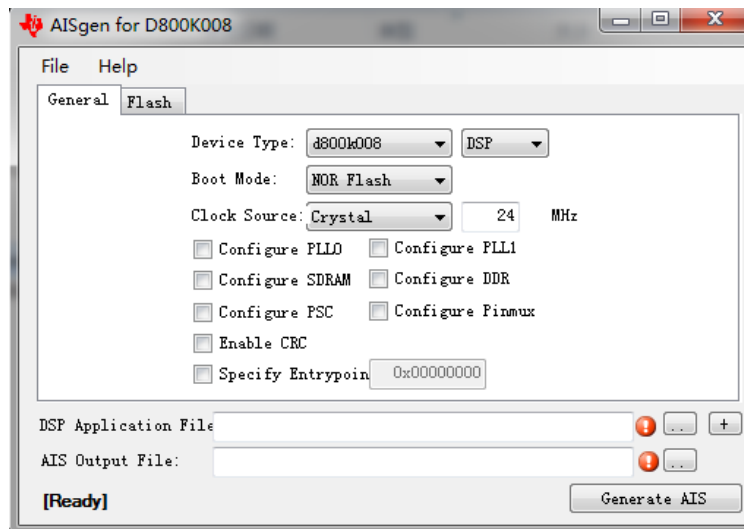 AISgen for D800K008
File Help
General Flash
Device Type: d800k008 DSP
Boot Mode: NOR Flash
Clock Source: Crystal 24 MHz
Configure PLL0 Configure PLL1
Configure SDRAM Configure DDR
Configure PSC Configure Pinmux
Enable CRC
Specify Entrypoin 0x00000000
DSP Application File .. +
AIS Output File: ..
[Ready] Generate AIS